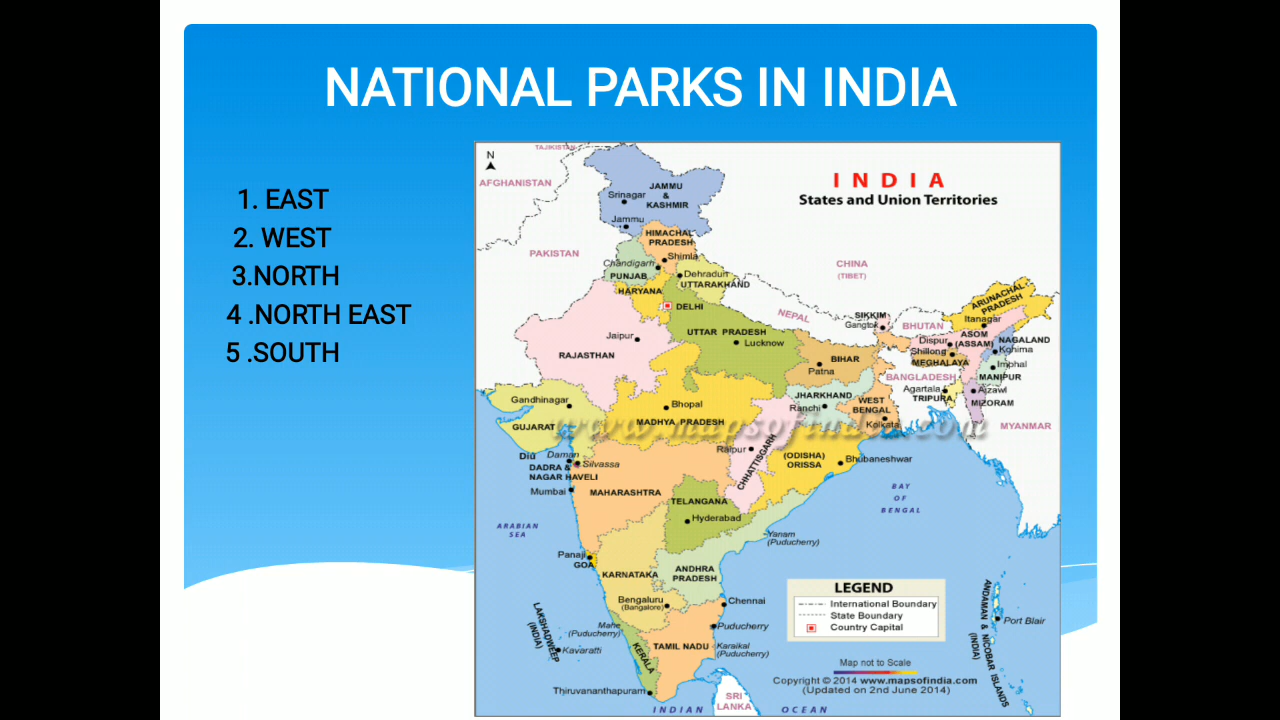 NATIONAL PARKS IN INDIA
1. EAST
2. WEST
3.NORTH
4 .NORTH EAST
5 .SOUTH
N
TAJIKISTAN
AFGHANISTAN
INDIA
States and Union Territories
JAMMU
&
KASHMIR
Srinagar
Jammu
HIMACHAL
PRADESH
PAKISTAN
Shimla
Chandigarh
PUNJAB
Dehradun
UTTARAKHAND
CHINA
(TIBET)
HARYANA
DELHI
ARUNACHAL
PRADESH
Itanagar
NEPAL
SIKKIM
Gangtok
BHUTAN
ASOM
(ASSAM)
Dispur
NAGALAND
Kohima
Shillong
MEGHALAYA
Imphal
MANIPUR
UTTAR PRADESH
Lucknow
Jaipur
RAJASTHAN
BIHAR
Patna
BANGLADESH
Agartala
TRIPURA
Aizawl
MIZORAM
JHARKHAND
Ranchi
WEST
BENGAL
Kolkata
MYANMAR
Gandhinagar
GUJARAT
Bhopal
MADHYA PRADESH
www.mapsofindia.com
Raipur
CHHATTISGARH
(ODISHA)
ORISSA
Bhubaneshwar
Diu
Daman
Silvassa
DADRA &
NAGAR HAVELI
Mumbai
MAHARASHTRA
TELANGANA
Hyderabad
BAY
OF
BENGAL
ARABIAN
SEA
Yanam
(Puducherry)
Panaji
GOA
KARNATAKA
ANDHRA
PRADESH
LEGEND
International Boundary
State Boundary
Country Capital
Bengaluru
(Bangalore)
Chennai
Mahe
(Puducherry)
Puducherry
Karaikal
(Puducherry)
TAMIL NADU
KERALA
LAKSHADWEEP
(INDIA)
Kavaratti
ANDAMAN & NICOBAR ISLANDS
(INDIA)
Port Blair
Map not to Scale
Copyright © 2014 www.mapsofindia.com
(Updated on 2nd June 2014)
Thiruvananthapuram
SRI
LANKA
INDIAN OCEAN